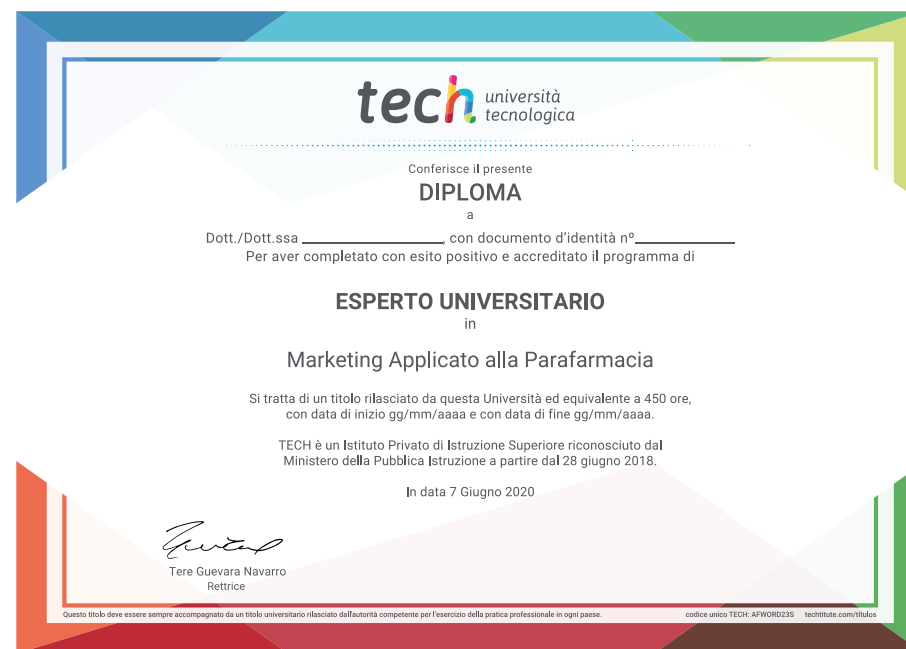 tech università
tecnologica
Conferisce il presente
DIPLOMA
a
Dott./Dott.ssa ________________, con documento d'identità nº____________
Per aver completato con esito positivo e accreditato il programma di
ESPERTO UNIVERSITARIO
in
Marketing Applicato alla Parafarmacia
Si tratta di un titolo rilasciato da questa Università ed equivalente a 450 ore,
con data di inizio gg/mm/aaaa e con data di fine gg/mm/aaaa.
TECH è un Istituto Privato di Istruzione Superiore riconosciuto dal
Ministero della Pubblica Istruzione a partire dal 28 giugno 2018.
In data 7 Giugno 2020
Tere Guevara Navarro
Rettrice
Questo titolo deve essere sempre accompagnato da un titolo universitario rilasciato dall'autorità competente per l'esercizio della pratica professionale in ogni paese. codice unico TECH: AFWORD23S techtitute.com/titulos